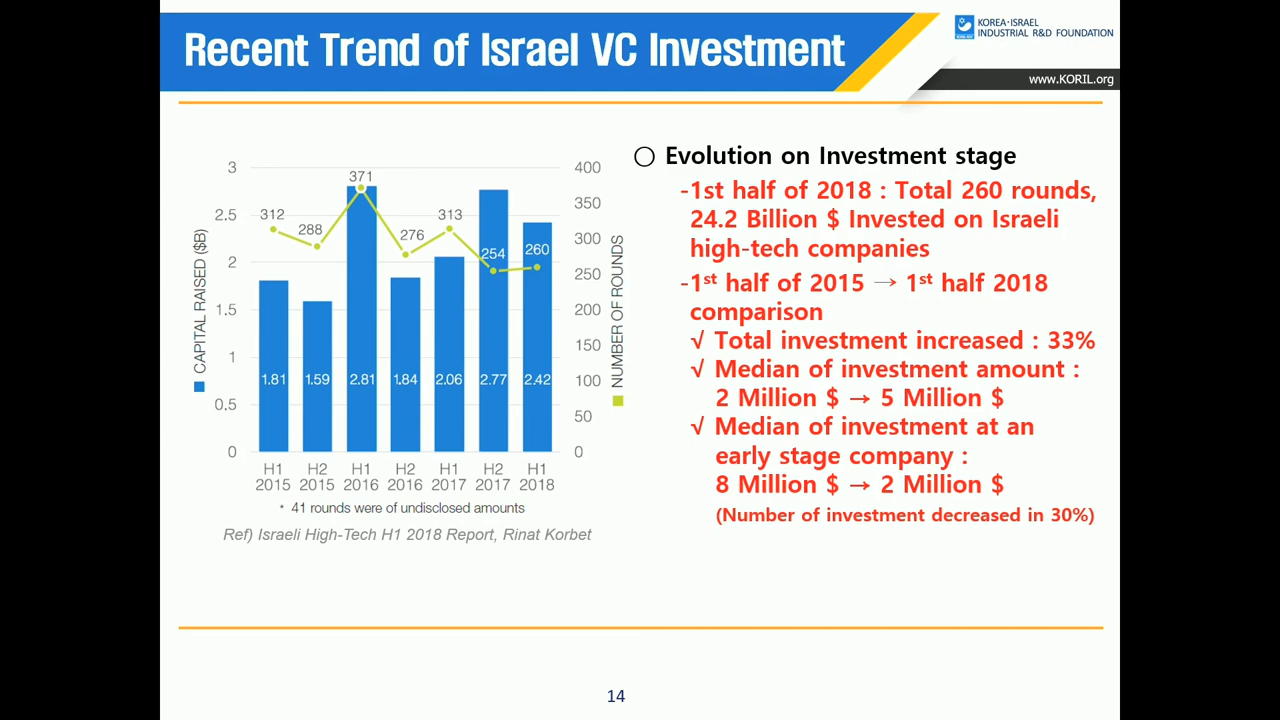 Recent Trend of Israel VC Investment
KOREA·ISRAEL
INDUSTRIAL R&D FOUNDATION
www.KORIL.org
3
2.5
2
1.5
1
0.5
0
CAPITAL RAISED ($B)
312
288
371
276
313
254
260
1.81
1.59
2.81
1.84
2.06
2.77
2.42
400
350
300
250
200
150
100
50
0
NUMBER OF ROUNDS
H1 2015
H2 2015
H1 2016
H2 2016
H1 2017
H2 2017
H1 2018
* 41 rounds were of undisclosed amounts
Ref) Israeli High-Tech H1 2018 Report, Rinat Korbet
○ Evolution on Investment stage
-1st half of 2018 : Total 260 rounds,
24.2 Billion $ Invested on Israeli
high-tech companies
-1st half of 2015 → 1st half 2018
comparison
√ Total investment increased : 33%
√ Median of investment amount :
2 Million $ → 5 Million $
√ Median of investment at an
early stage company :
8 Million $ → 2 Million $
(Number of investment decreased in 30%)
14